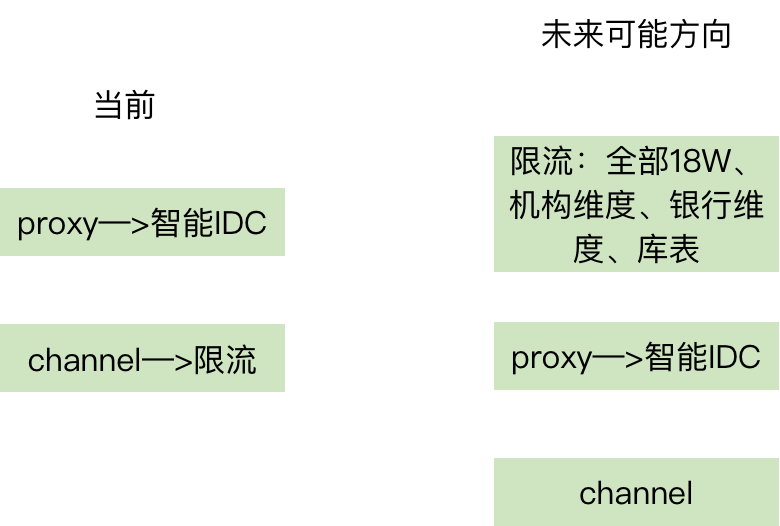 当前
proxy—>智能IDC
channel—>限流
未来可能方向
限流：全部18W、
机构维度、银行维
度、库表
proxy—>智能IDC
channel